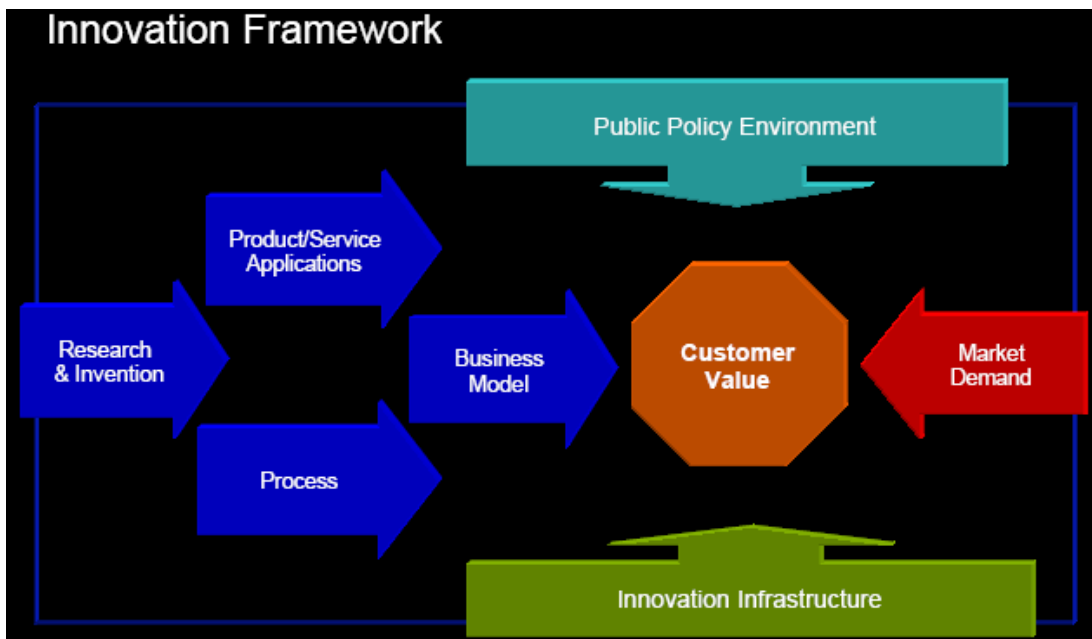 Innovation Framework
Public Policy Environment
Product/Service
Applications
Research
& Invention
Business
Model
Customer
Value
Market
Demand
Process
Innovation Infrastructure